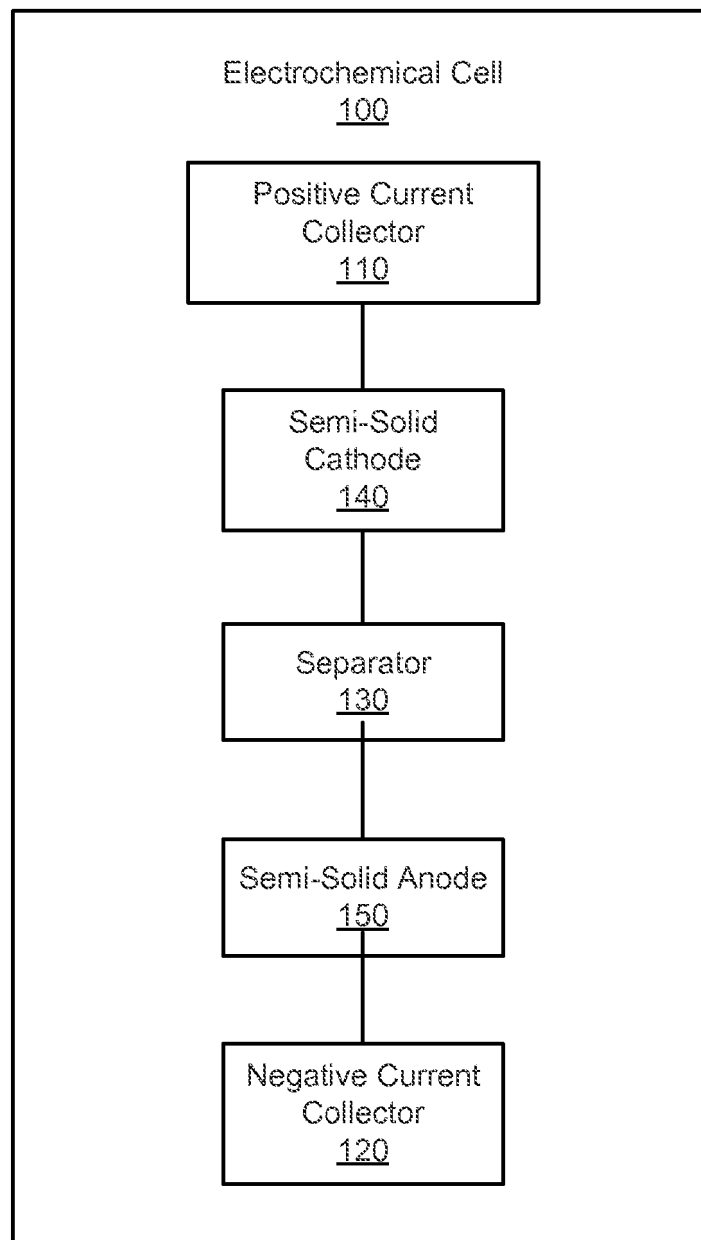 Electrochemical Cell
100
Positive Current
Collector
110
Semi-Solid
Cathode
140
Separator
130
Semi-Solid Anode
150
Negative Current
Collector
120